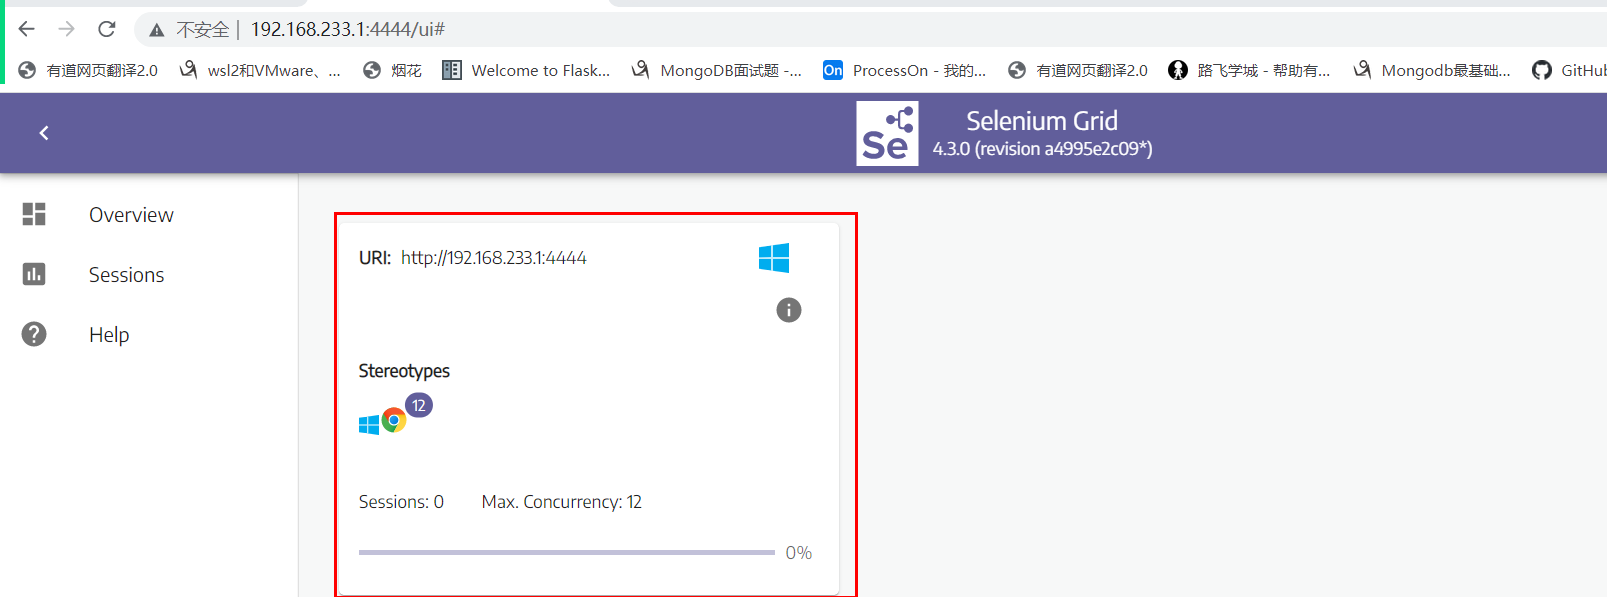 不安全 | 192.168.233.1:4444/ui#
有道网页翻译2.0 wsl2和VMware、... 烟花 Welcome to Flask... MongoDB面试题 -... On ProcessOn - 我的... 有道网页翻译2.0 路飞学城 - 帮助有... Mongodb最基础... GitHub
Se Selenium Grid
4.3.0 (revision a4995e2c09*)
Overview
Sessions
Help
URI: http://192.168.233.1:4444
Stereotypes
12
Sessions: 0 Max. Concurrency: 12
0%